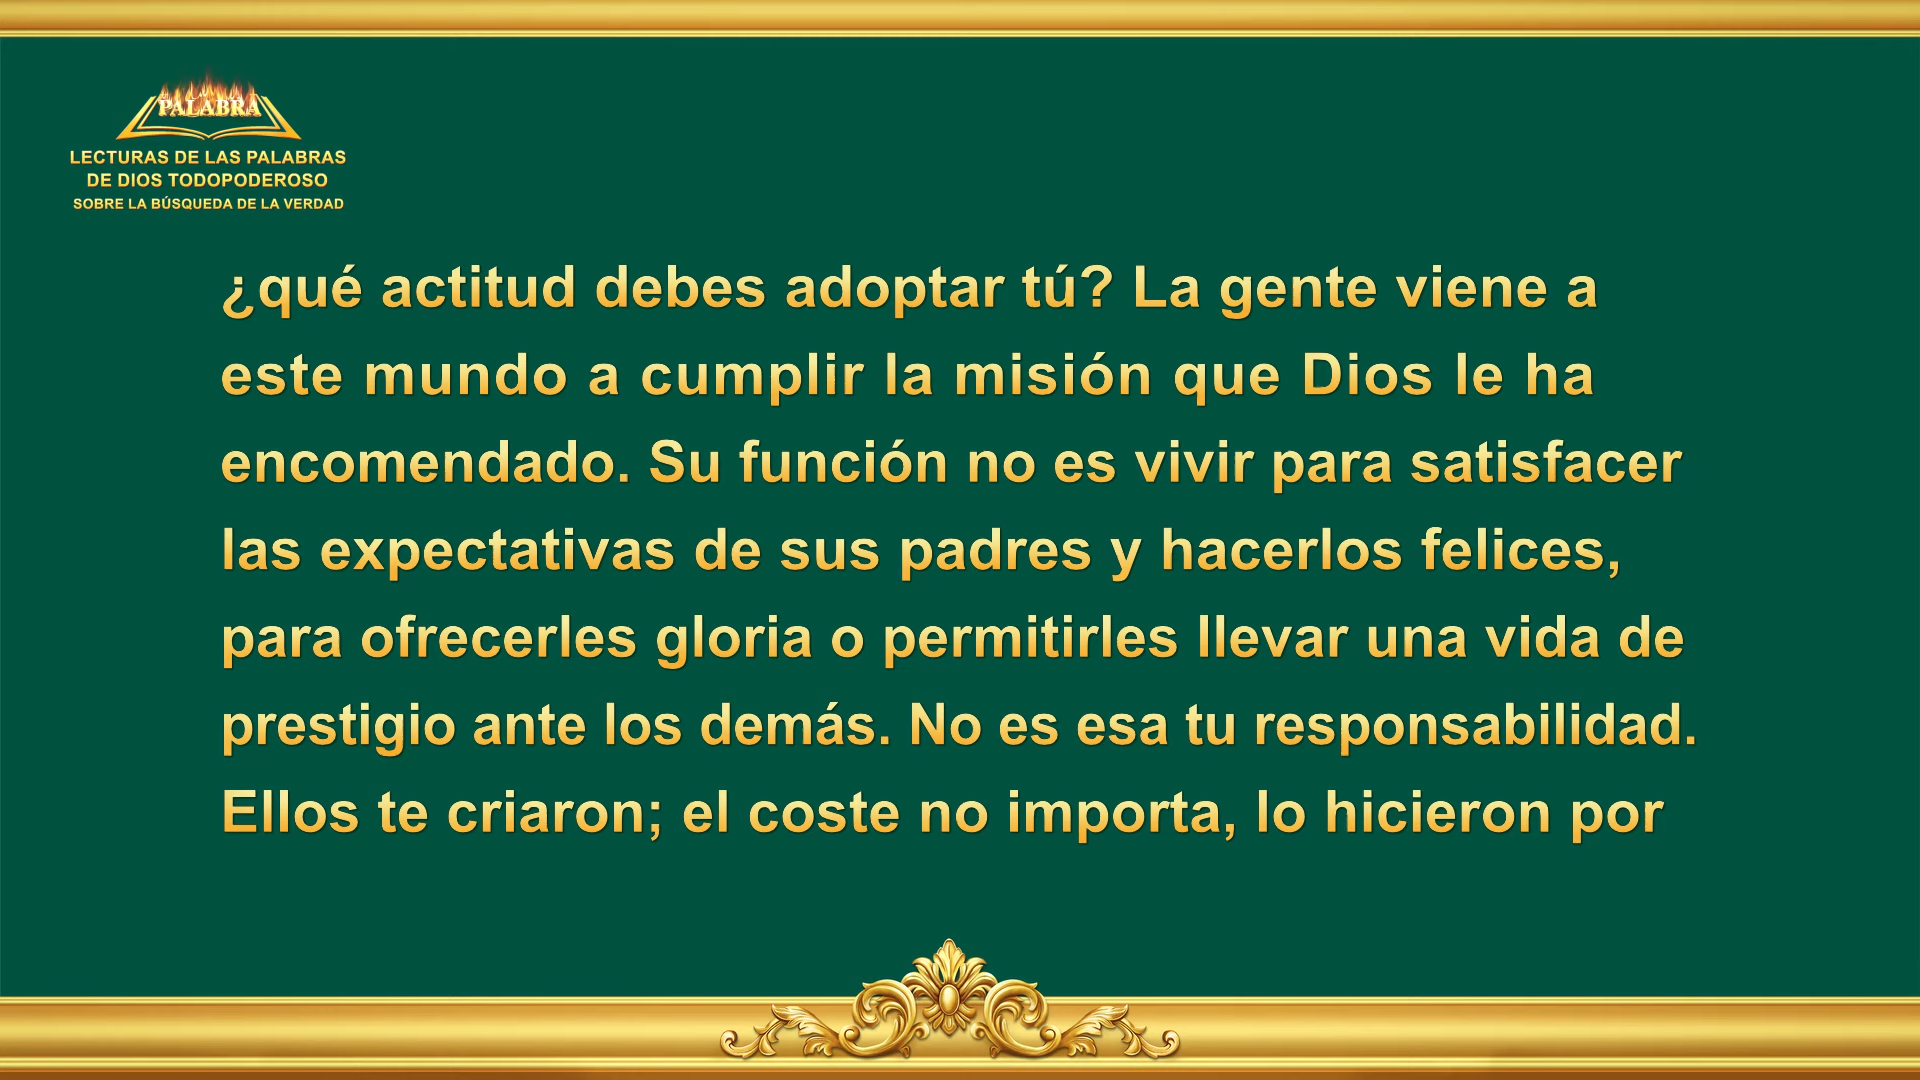 PALABRA
LECTURAS DE LAS PALABRAS
DE DIOS TODOPODEROSO
SOBRE LA BÚSQUEDA DE LA VERDAD
¿qué actitud debes adoptar tú? La gente viene a
este mundo a cumplir la misión que Dios le ha
encomendado. Su función no es vivir para satisfacer
las expectativas de sus padres y hacerlos felices,
para ofrecerles gloria o permitirles llevar una vida de
prestigio ante los demás. No es esa tu responsabilidad.
Ellos te criaron; el coste no importa, lo hicieron por